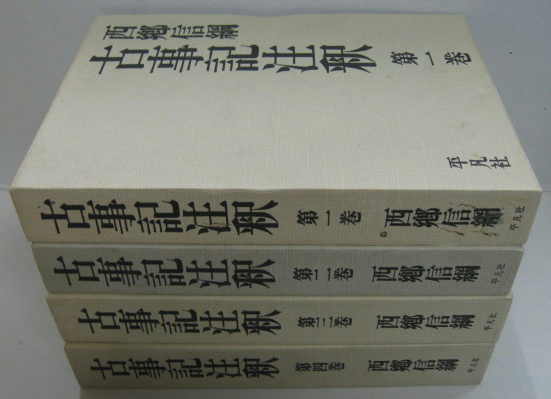 西郷信綱
古事記注釈
第一巻
平凡社
古事記注釈 第一巻 西郷信綱 平凡社
古事記注釈 第二巻 西郷信綱 平凡社
古事記注釈 第三巻 西郷信綱 平凡社
古事記注釈 第四巻 西郷信綱 平凡社